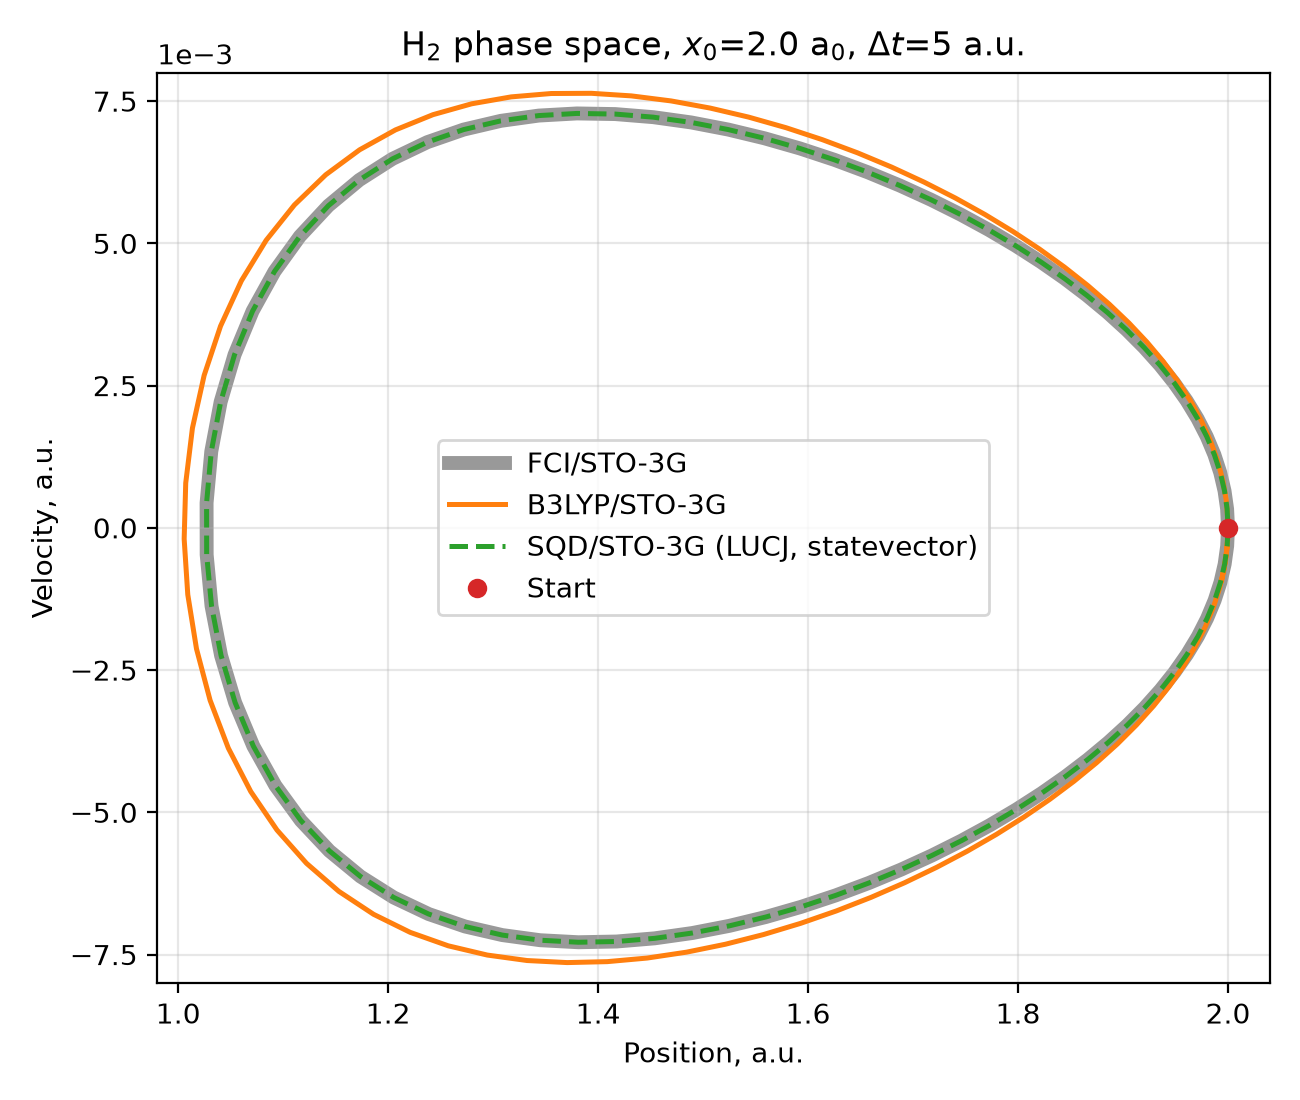 H₂ phase space, x₀=2.0 a₀, Δt=5 a.u.
1e−3
7.5
5.0
2.5
0.0
−2.5
−5.0
−7.5
Velocity, a.u.
FCI/STO-3G
B3LYP/STO-3G
SQD/STO-3G (LUCJ, statevector)
Start
1.0 1.2 1.4 1.6 1.8 2.0
Position, a.u.